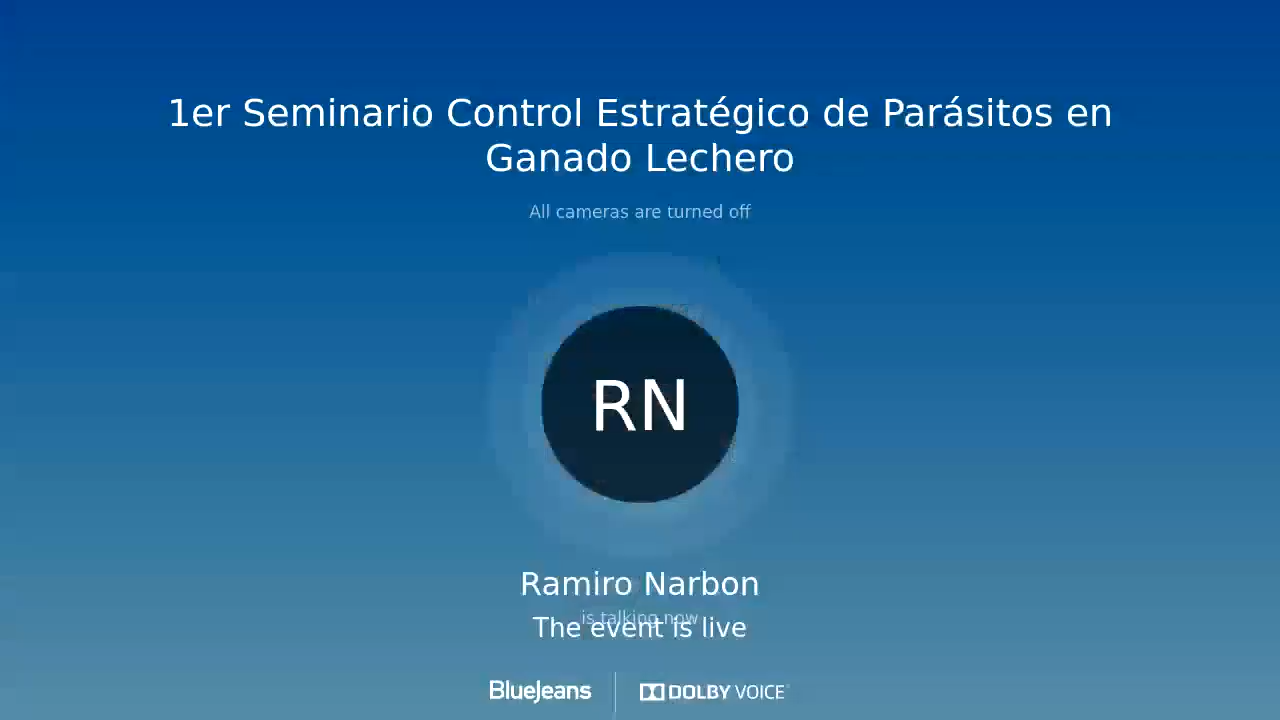 1er Seminario Control Estratégico de Parásitos en
Ganado Lechero
All cameras are turned off
RN
Ramiro Narbon
is talking now
The event is live
BlueJeans
DOLBY VOICE